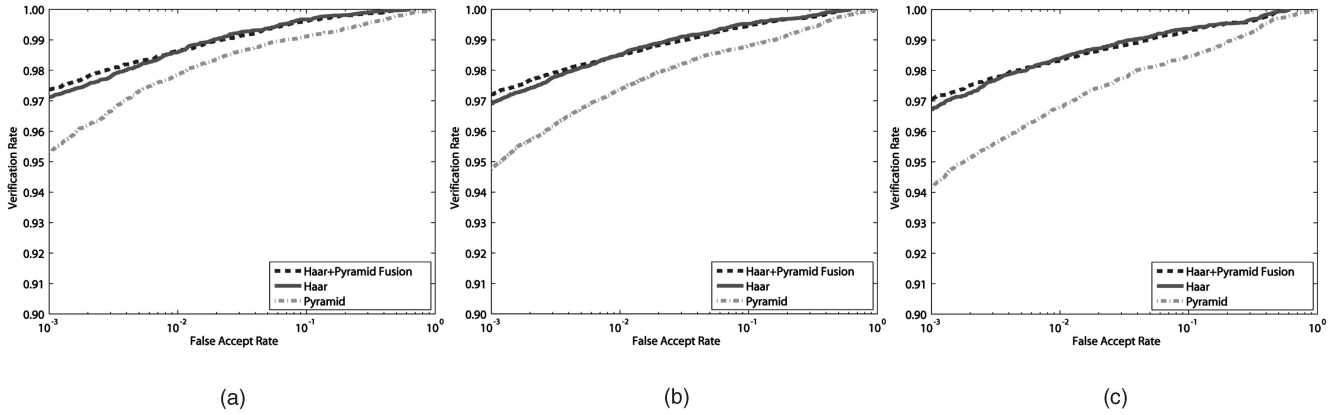 1.00
0.99
0.98
0.97
0.96
0.95
0.94
0.93
0.92
0.91
0.90
Verification Rate
Haar+Pyramid Fusion
Haar
Pyramid
10-3
10-2
10-1
100
False Accept Rate
(a)
1.00
0.99
0.98
0.97
0.96
0.95
0.94
0.93
0.92
0.91
0.90
Verification Rate
Haar+Pyramid Fusion
Haar
Pyramid
10-3
10-2
10-1
100
False Accept Rate
(b)
1.00
0.99
0.98
0.97
0.96
0.95
0.94
0.93
0.92
0.91
0.90
Verification Rate
Haar+Pyramid Fusion
Haar
Pyramid
10-3
10-2
10-1
100
False Accept Rate
(c)